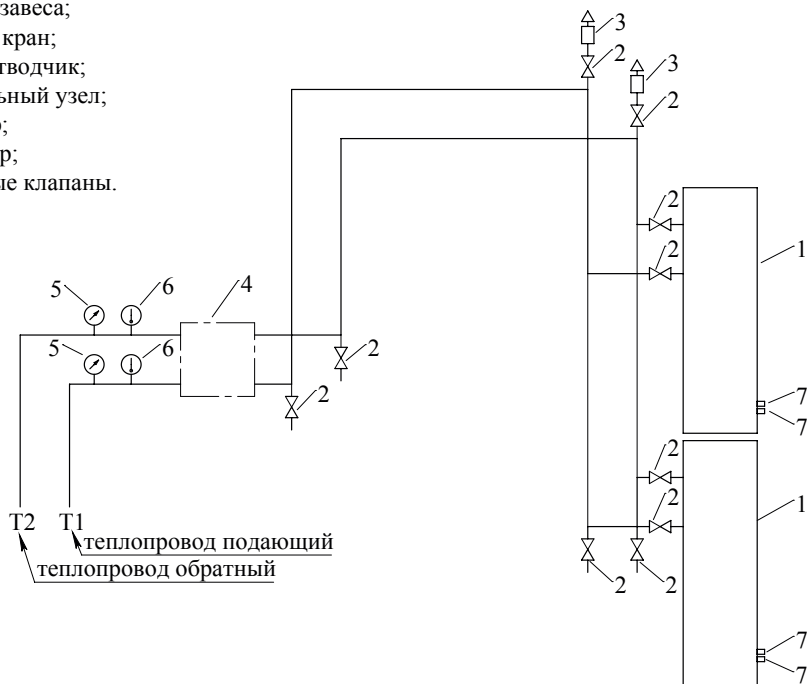 завеса;
кран;
тводчик;
ьный узел;
р;
ые клапаны.
3
2
3
2
2
1
2
5
6
4
5
6
2
2
7
7
2
2
1
T2
T1
теплопровод подающий
теплопровод обратный
2
2
7
7